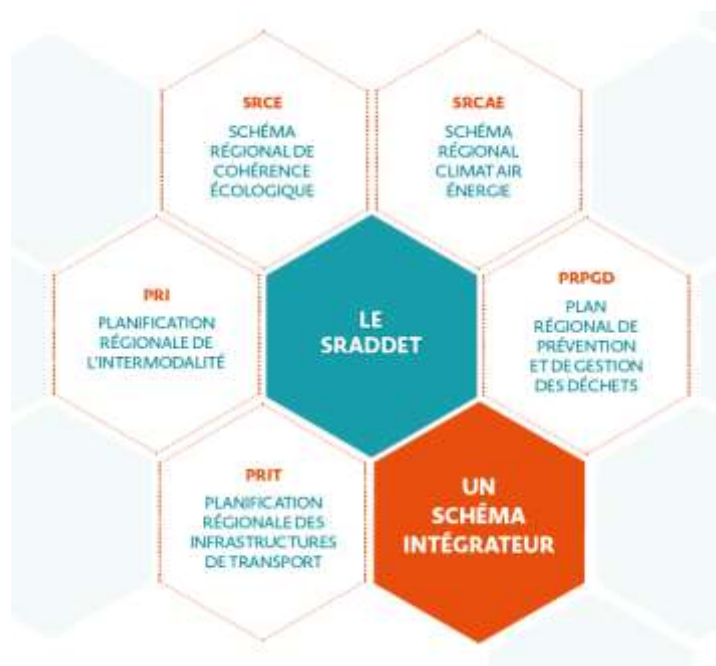 SRCE
SCHÉMA
RÉGIONAL DE
COHÉRENCE
ÉCOLOGIQUE
SRCAE
SCHÉMA
RÉGIONAL
CLIMAT AIR
ÉNERGIE
PRI
PLANIFICATION
RÉGIONALE DE
L'INTERMODALITÉ
LE
SRADDET
PRPGD
PLAN
RÉGIONAL DE
PRÉVENTION
ET DE GESTION
DES DÉCHETS
PRIT
PLANIFICATION
RÉGIONALE DES
INFRASTRUCTURES
DE TRANSPORT
UN
SCHÉMA
INTÉGRATEUR